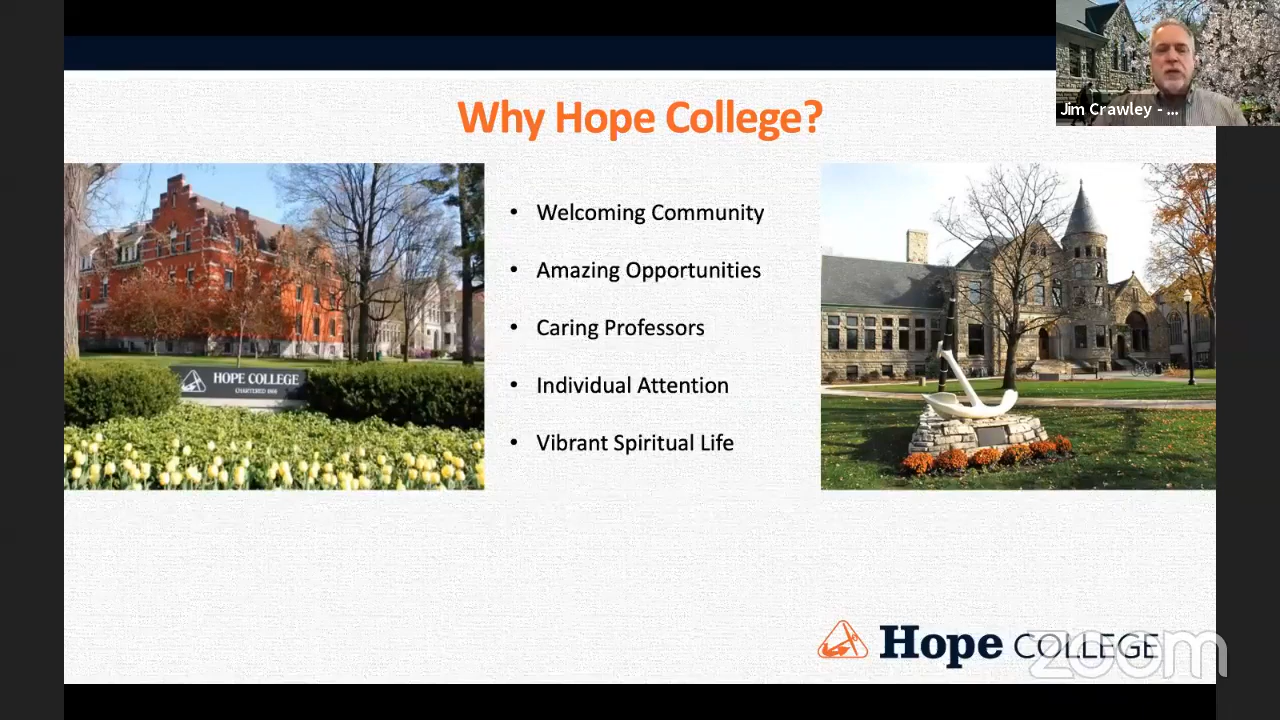 Jim Crawley - ...
Why Hope College?
• Welcoming Community
• Amazing Opportunities
• Caring Professors
• Individual Attention
• Vibrant Spiritual Life
HOPE COLLEGE
CHARTERED 1866
Hope COLLEGE
zoom